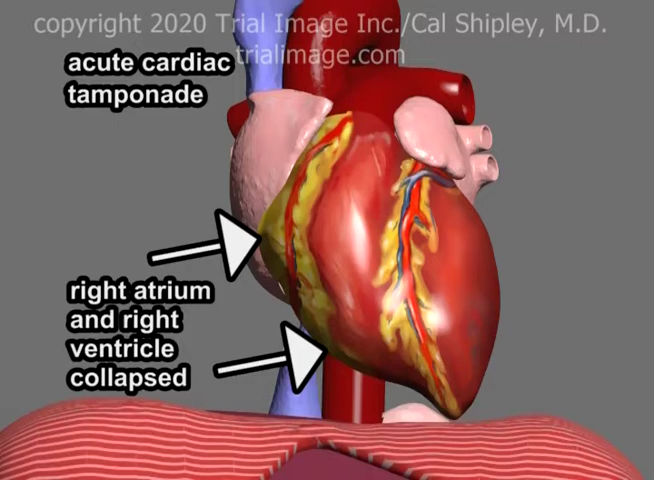 copyright 2020 Trial Image Inc./Cal Shipley, M.D.
trialimage.com
acute cardiac
tamponade
right atrium
and right
ventricle
collapsed